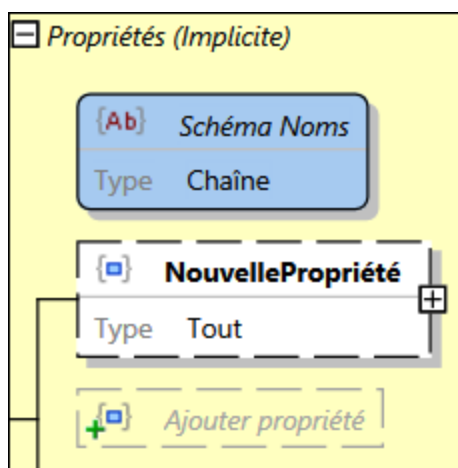 Propriétés (Implicite)
{Ab} Schéma Noms
Type Chaîne
NouvellePropriété
Type Tout
Ajouter propriété